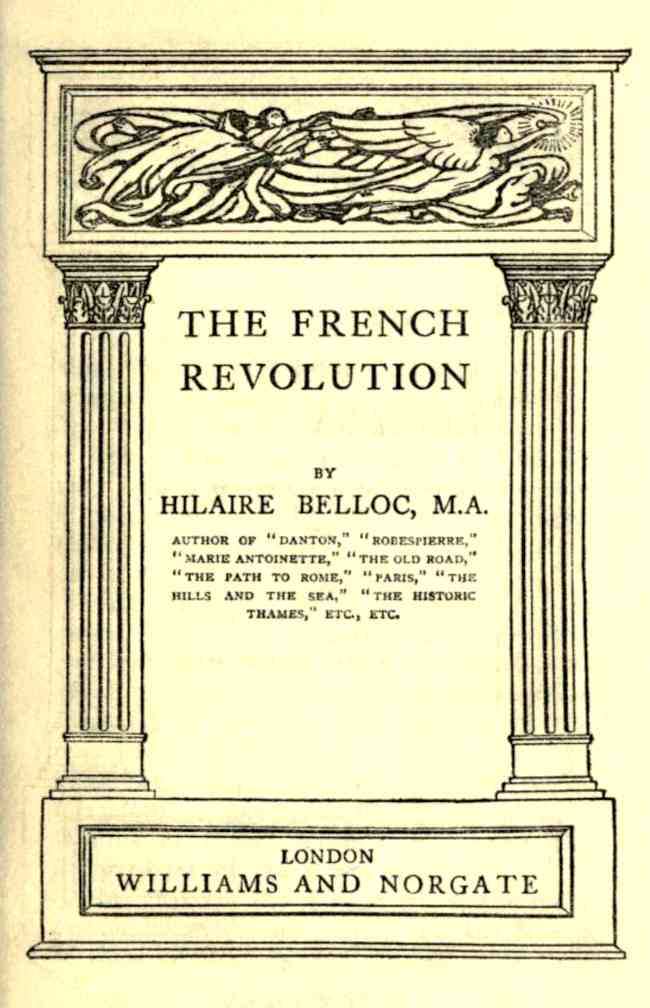 THE FRENCH
REVOLUTION
BY
HILAIRE BELLOC, M.A.
AUTHOR OF "DANTON," "ROBESPIERRE,"
"MARIE ANTOINETTE," "THE OLD ROAD,"
"THE PATH TO ROME," "PARIS," "THE
HILLS AND THE SEA," "THE HISTORIC
THAMES," ETC., ETC.
LONDON
WILLIAMS AND NORGATE